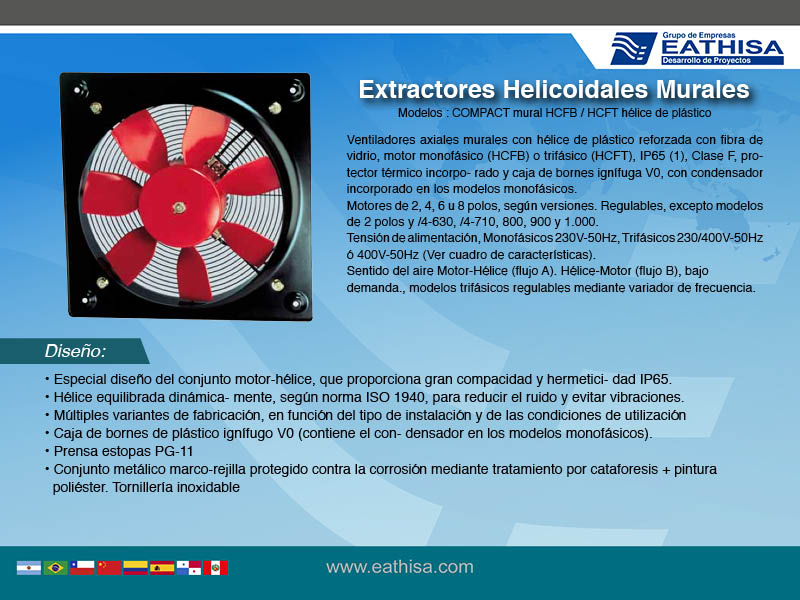 Grupo de Empresas
EATHISA
Desarrollo de Proyectos
Extractores Helicoidales Murales
Modelos : COMPACT mural HCFB / HCFT hélice de plástico
Ventiladores axiales murales con hélice de plástico reforzada con fibra de
vidrio, motor monofásico (HCFB) o trifásico (HCFT), IP65 (1), Clase F, pro-
tector térmico incorpo- rado y caja de bornes ignífuga V0, con condensador
incorporado en los modelos monofásicos.
Motores de 2, 4, 6 u 8 polos, según versiones. Regulables, excepto modelos
de 2 polos y /4-630, /4-710, 800, 900 y 1.000.
Tensión de alimentación, Monofásicos 230V-50Hz, Trifásicos 230/400V-50Hz
ó 400V-50Hz (Ver cuadro de características).
Sentido del aire Motor-Hélice (flujo A). Hélice-Motor (flujo B), bajo
demanda., modelos trifásicos regulables mediante variador de frecuencia.
Diseño:
• Especial diseño del conjunto motor-hélice, que proporciona gran compacidad y hermetici- dad IP65.
• Hélice equilibrada dinámica- mente, según norma ISO 1940, para reducir el ruido y evitar vibraciones.
• Múltiples variantes de fabricación, en función del tipo de instalación y de las condiciones de utilización
• Caja de bornes de plástico ignífugo V0 (contiene el con- densador en los modelos monofásicos).
• Prensa estopas PG-11
• Conjunto metálico marco-rejilla protegido contra la corrosión mediante tratamiento por cataforesis + pintura
poliéster. Tornillería inoxidable
www.eathisa.com